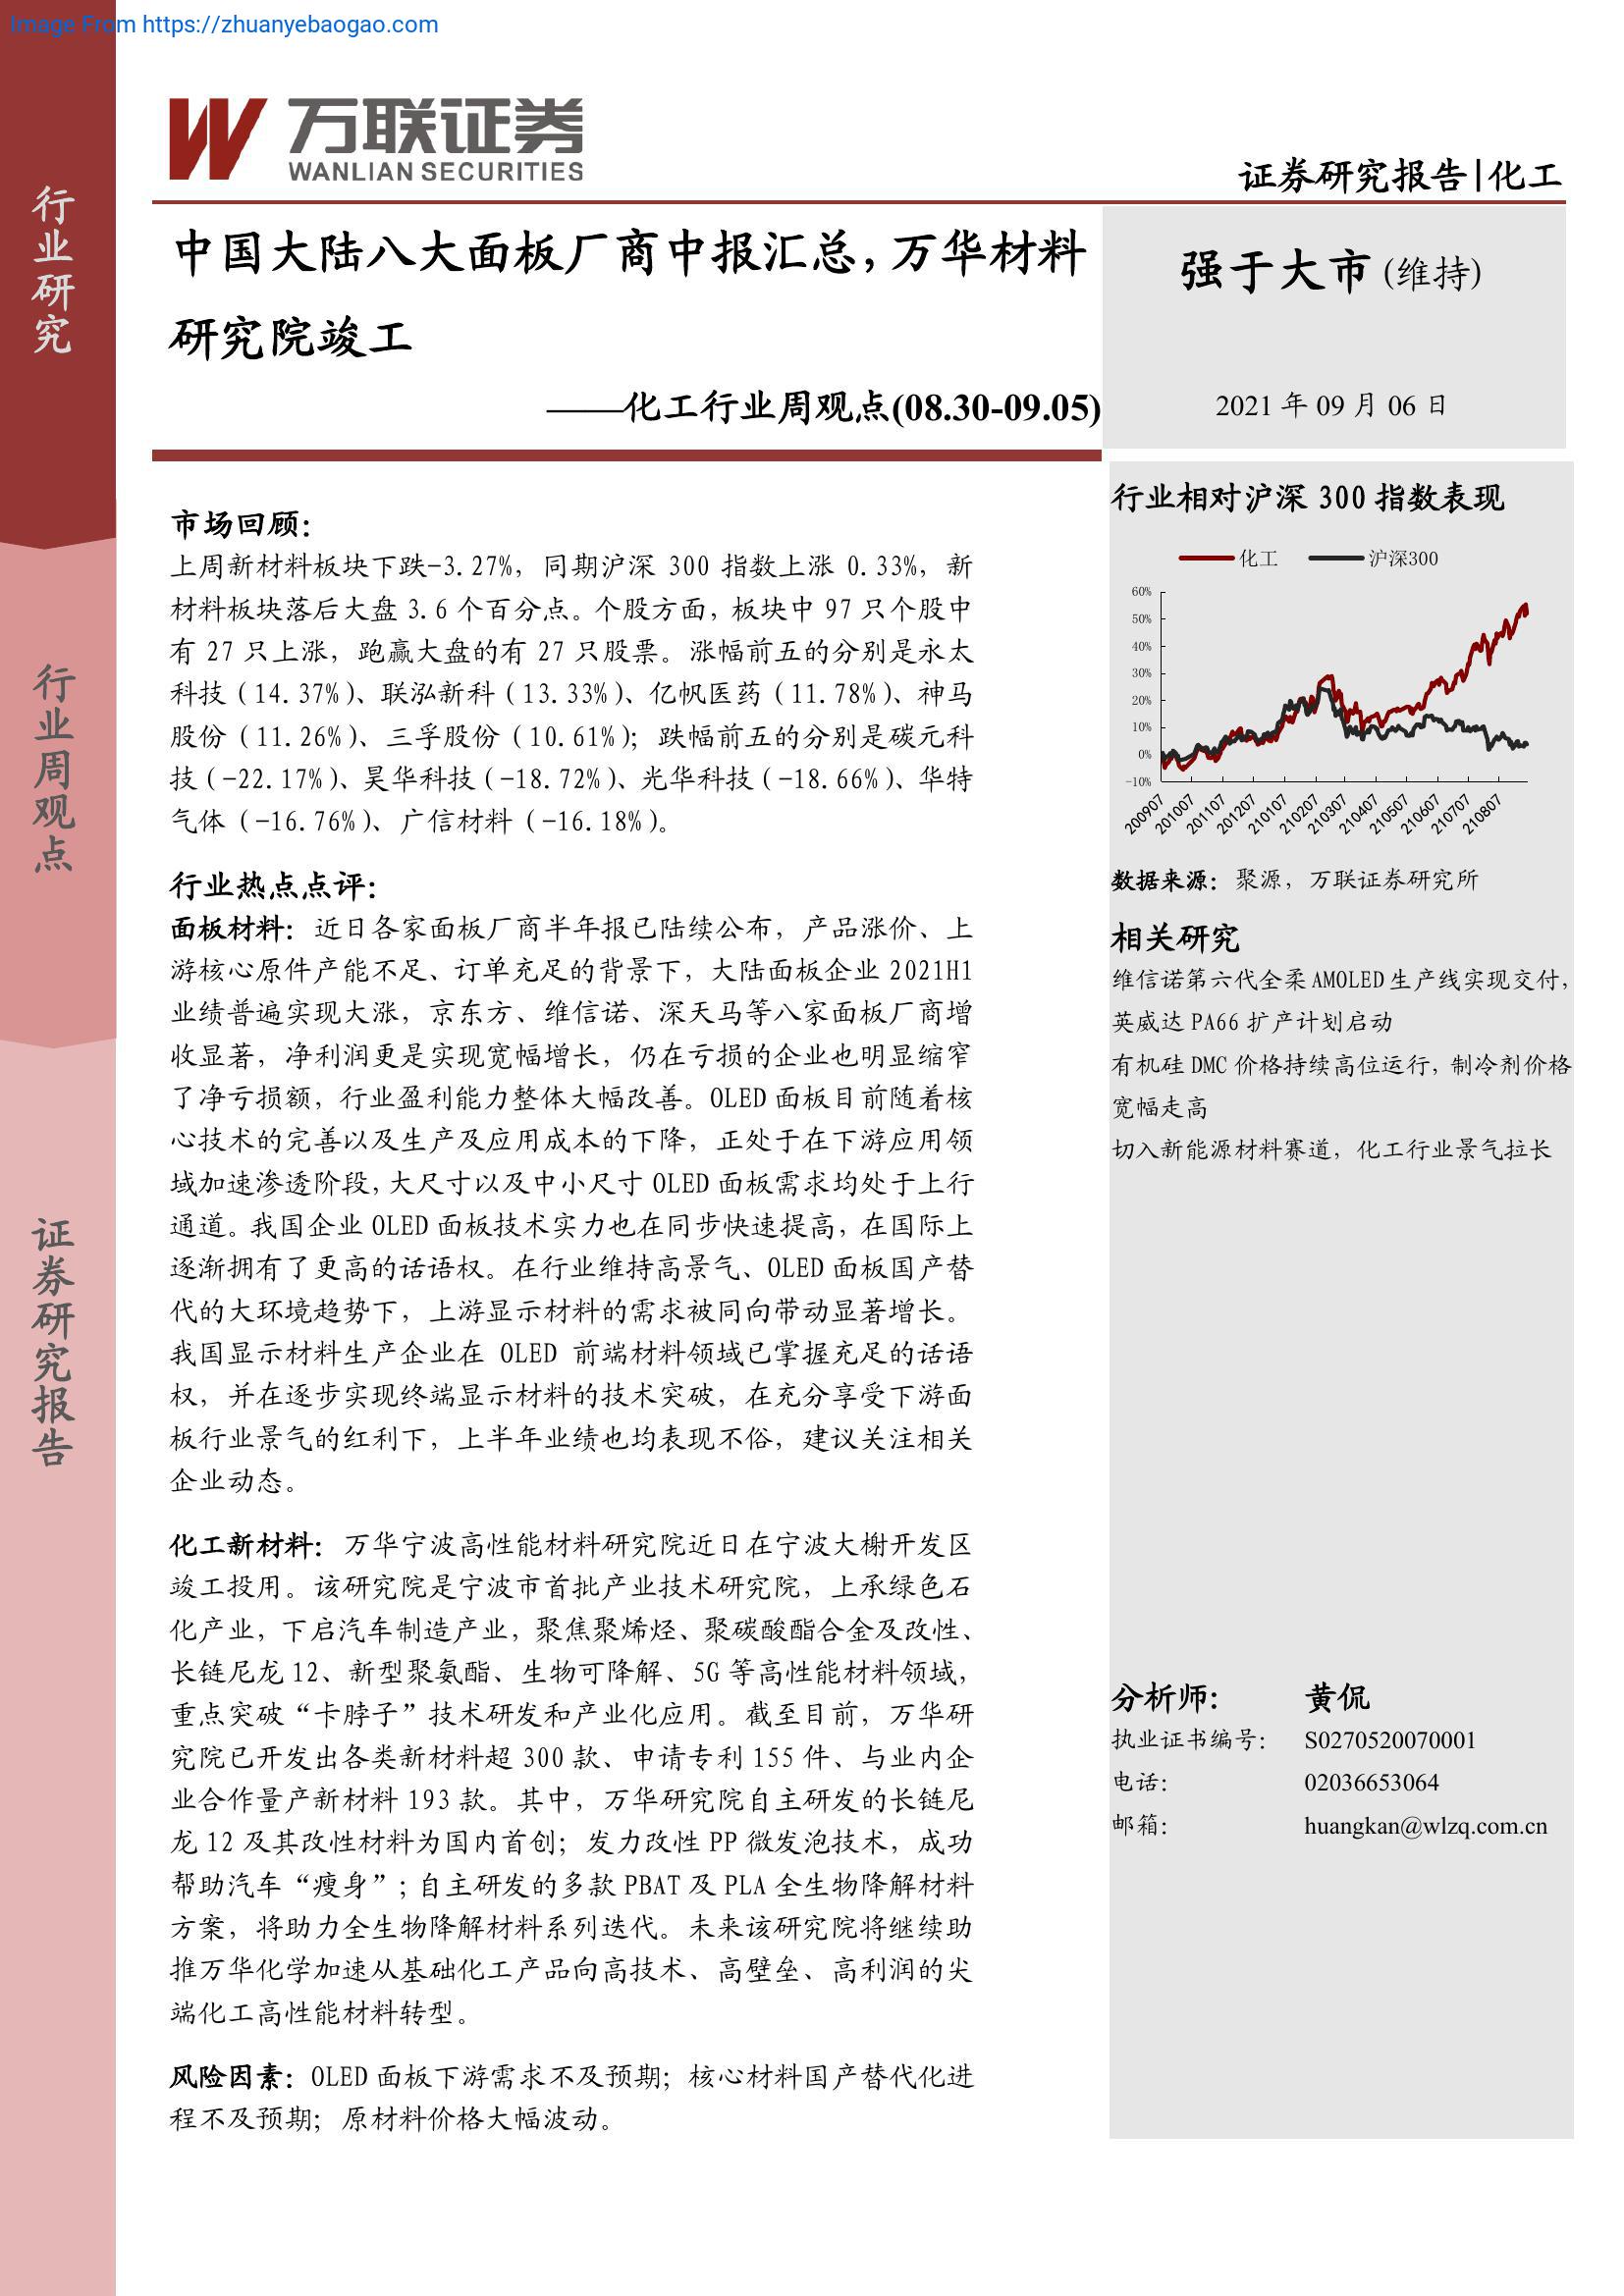 Image From https://zhuanyebaogao.com
万联证券
WANLIAN SECURITIES
证券研究报告|化工
行业研究
行业周观点
证券研究报告
中国大陆八大面板厂商中报汇总，万华材料
研究院竣工
——化工行业周观点(08.30-09.05)
强于大市(维持)
2021 年 09 月 06 日
市场回顾：
上周新材料板块下跌-3.27%，同期沪深 300 指数上涨 0.33%，新
材料板块落后大盘 3.6 个百分点。个股方面，板块中 97 只个股中
有 27 只上涨，跑赢大盘的有 27 只股票。涨幅前五的分别是永太
科技（14.37%）、联泓新科（13.33%）、亿帆医药（11.78%）、神马
股份（11.26%）、三孚股份（10.61%）；跌幅前五的分别是碳元科
技（-22.17%）、昊华科技（-18.72%）、光华科技（-18.66%）、华特
气体（-16.76%）、广信材料（-16.18%）。
行业热点点评：
面板材料：近日各家面板厂商半年报已陆续公布，产品涨价、上
游核心原件产能不足、订单充足的背景下，大陆面板企业 2021H1
业绩普遍实现大涨，京东方、维信诺、深天马等八家面板厂商增
收显著，净利润更是实现宽幅增长，仍在亏损的企业也明显缩窄
了净亏损额，行业盈利能力整体大幅改善。OLED 面板目前随着核
心技术的完善以及生产及应用成本的下降，正处于在下游应用领
域加速渗透阶段，大尺寸以及中小尺寸 OLED 面板需求均处于上行
通道。我国企业 OLED 面板技术实力也在同步快速提高，在国际上
逐渐拥有了更高的话语权。在行业维持高景气、OLED 面板国产替
代的大环境趋势下，上游显示材料的需求被同向带动显著增长。
我国显示材料生产企业在 OLED 前端材料领域已掌握充足的话语
权，并在逐步实现终端显示材料的技术突破，在充分享受下游面
板行业景气的红利下，上半年业绩也均表现不俗，建议关注相关
企业动态。
化工新材料：万华宁波高性能材料研究院近日在宁波大榭开发区
竣工投用。该研究院是宁波市首批产业技术研究院，上承绿色石
化产业，下启汽车制造产业，聚焦聚烯烃、聚碳酸酯合金及改性、
长链尼龙 12、新型聚氨酯、生物可降解、5G 等高性能材料领域，
重点突破“卡脖子”技术研发和产业化应用。截至目前，万华研
究院已开发出各类新材料超 300 款、申请专利 155 件、与业内企
业合作量产新材料 193 款。其中，万华研究院自主研发的长链尼
龙 12 及其改性材料为国内首创；发力改性 PP 微发泡技术，成功
帮助汽车“瘦身”；自主研发的多款 PBAT 及 PLA 全生物降解材料
方案，将助力全生物降解材料系列迭代。未来该研究院将继续助
推万华化学加速从基础化工产品向高技术、高壁垒、高利润的尖
端化工高性能材料转型。
风险因素：OLED 面板下游需求不及预期；核心材料国产替代化进
程不及预期；原材料价格大幅波动。
行业相对沪深 300 指数表现
化工 沪深300
60%
50%
40%
30%
20%
10%
0%
-10%
200907 201007 201107 201207 210107 210207 210307 210407 210507 210607 210707 210807
数据来源：聚源，万联证券研究所
相关研究
维信诺第六代全柔 AMOLED 生产线实现交付，
英威达 PA66 扩产计划启动
有机硅 DMC 价格持续高位运行，制冷剂价格
宽幅走高
切入新能源材料赛道，化工行业景气拉长
分析师： 黄侃
执业证书编号： S0270520070001
电话： 02036653064
邮箱： huangkan@wlzq.com.cn